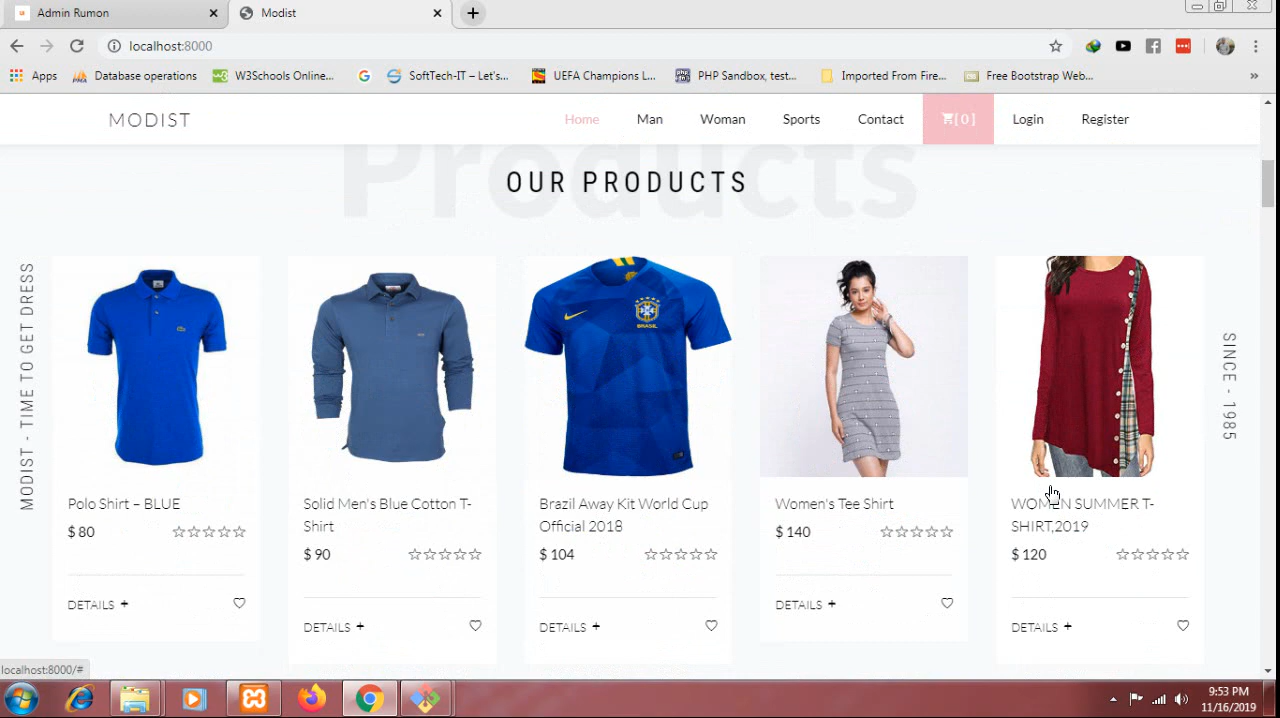 Admin Rumon
Modist
localhost:8000
Apps
Database operations
W3Schools Online...
SoftTech-IT – Let's...
UEFA Champions L...
PHP Sandbox, test...
Imported From Fire...
Free Bootstrap Web...
»
MODIST
Home
Man
Woman
Sports
Contact
[0]
Login
Register
Products
OUR PRODUCTS
MODIST - TIME TO GET DRESS
SINCE - 1985
BRASIL
Polo Shirt – BLUE
$ 80
DETAILS +
Solid Men's Blue Cotton T-
Shirt
$ 90
DETAILS +
Brazil Away Kit World Cup
Official 2018
$ 104
DETAILS +
Women's Tee Shirt
$ 140
DETAILS +
WOMEN SUMMER T-
SHIRT,2019
$ 120
DETAILS +
localhost:8000/#
9:53 PM
11/16/2019